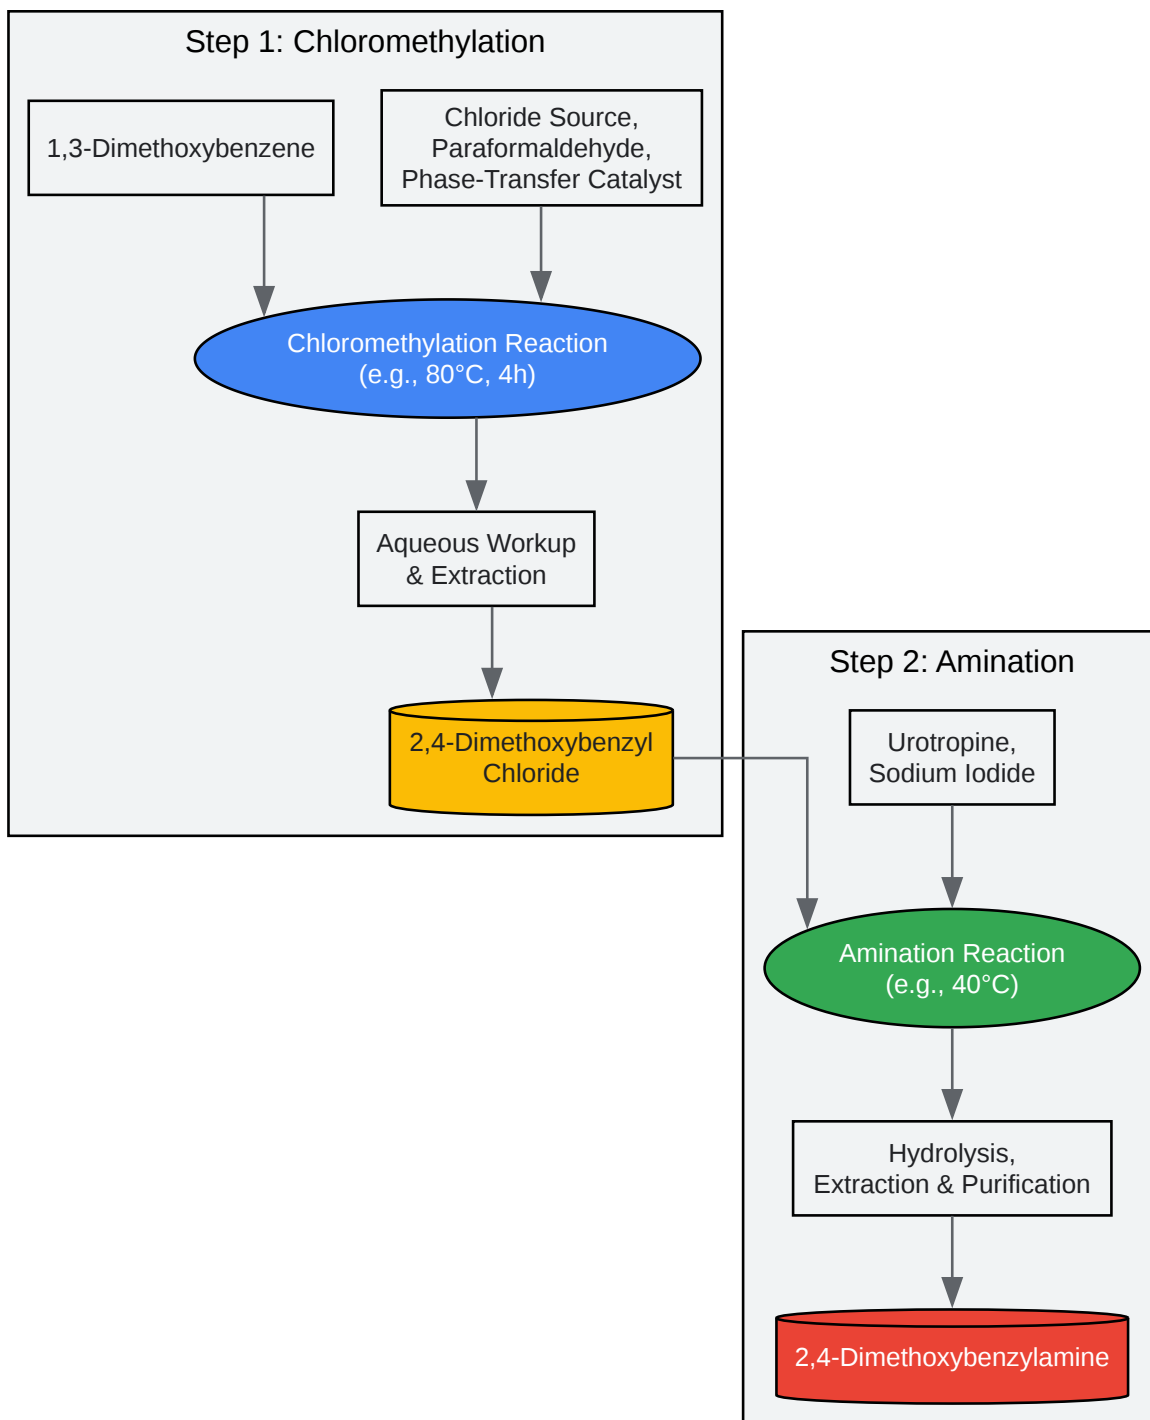 Step 1: Chloromethylation
1,3-Dimethoxybenzene
Chloride Source,
Paraformaldehyde,
Phase-Transfer Catalyst
Chloromethylation Reaction
(e.g., 80°C, 4h)
Aqueous Workup
& Extraction
2,4-Dimethoxybenzyl
Chloride
Step 2: Amination
Urotropine,
Sodium Iodide
Amination Reaction
(e.g., 40°C)
Hydrolysis,
Extraction & Purification
2,4-Dimethoxybenzylamine